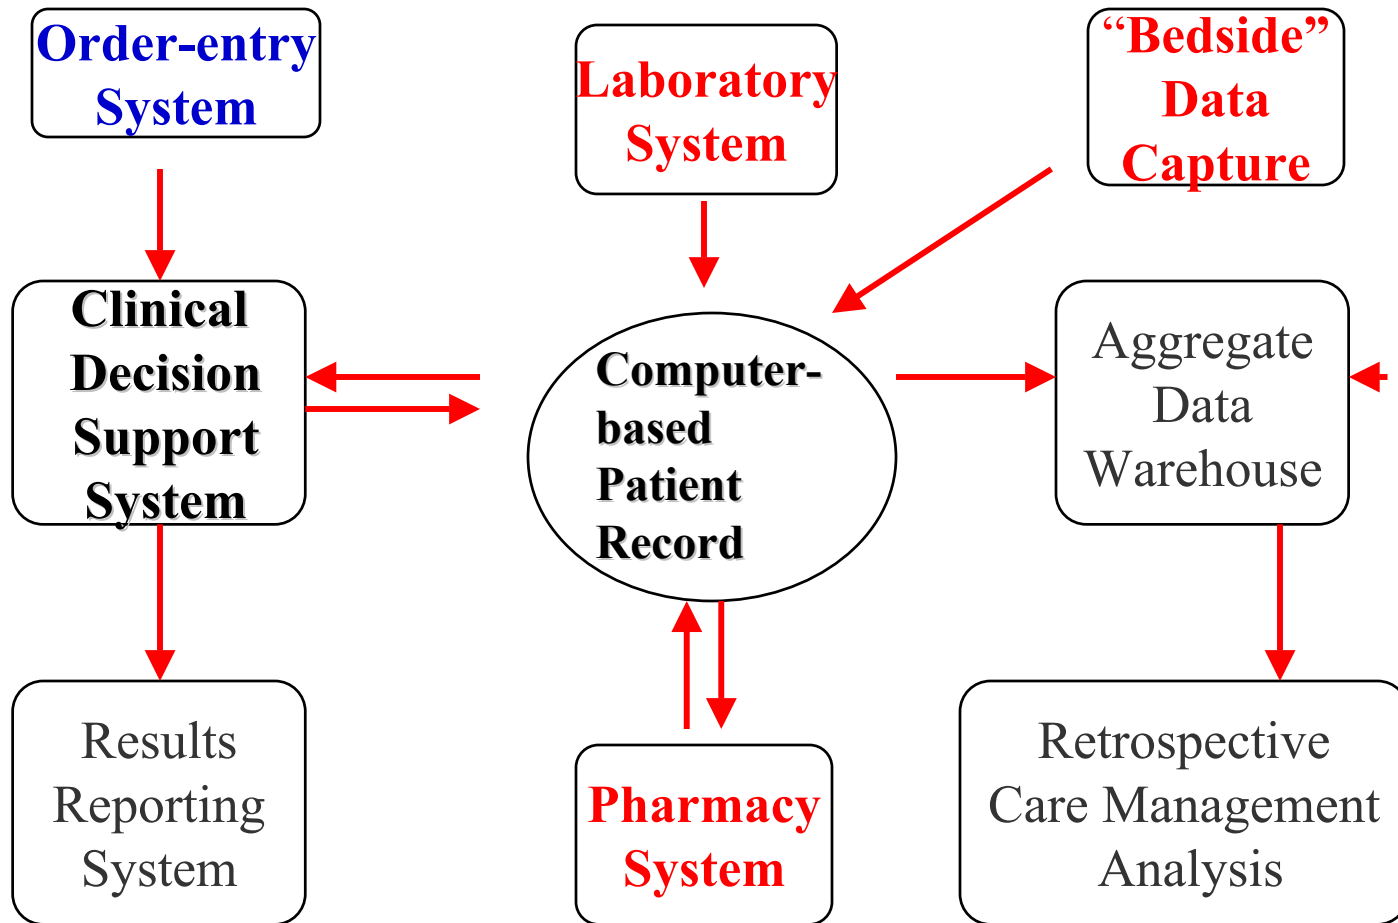 Order-entry
System
Laboratory
System
“Bedside”
Data
Capture
Clinical
Decision
Support
System
Computer-
based
Patient
Record
Aggregate
Data
Warehouse
Results
Reporting
System
Pharmacy
System
Retrospective
Care Management
Analysis